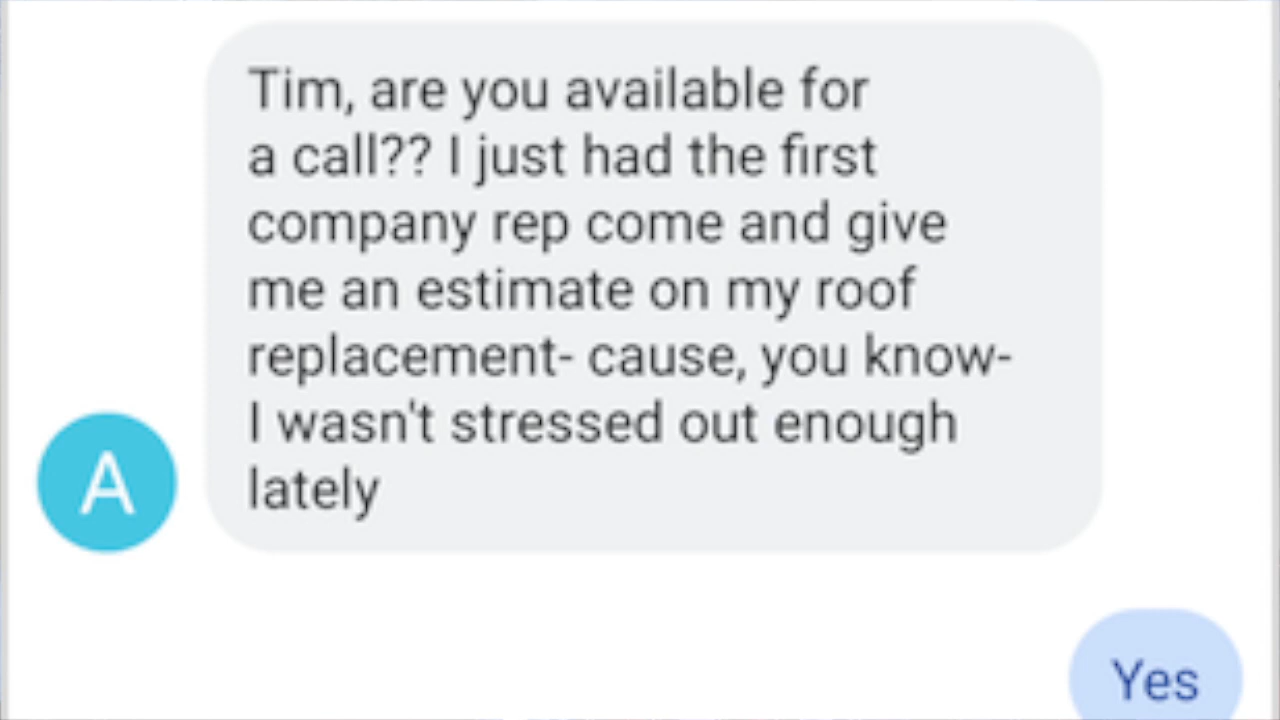 Tim, are you available for
a call?? I just had the first
company rep come and give
me an estimate on my roof
replacement- cause, you know-
I wasn't stressed out enough
lately
A
Yes